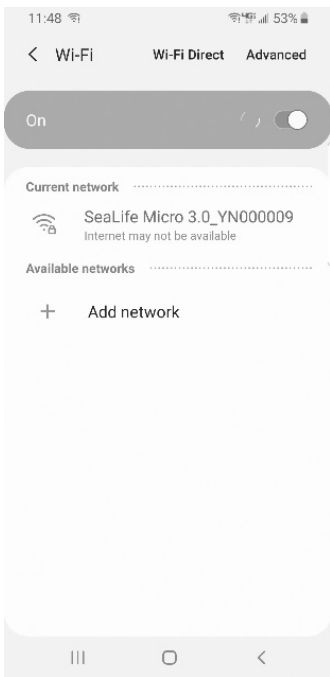 11:48 53%
Wi-Fi Wi-Fi Direct Advanced
On
Current network
SeaLife Micro 3.0_YN000009
Internet may not be available
Available networks
+ Add network